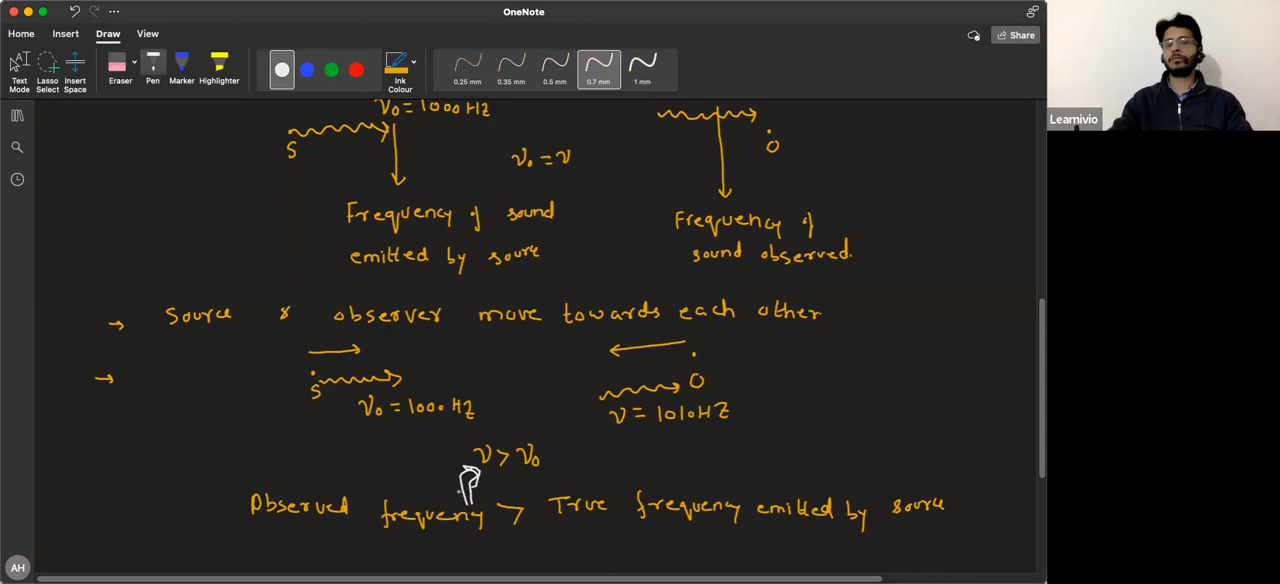 OneNote
Home Insert Draw View
Share
Text Mode
Lasso Select
Insert Space
Eraser
Pen
Marker
Highlighter
Ink Colour
0.25 mm
0.35 mm
0.5 mm
0.7 mm
1 mm
Learnivio
ν₀ = 1000 HZ
S
O
ν₀ = ν
Frequency of sound
emitted by source
Frequency of
sound observed.
→ Source & observer move towards each other.
→
S
O
ν₀ = 1000 HZ
ν = 1010 HZ
ν > ν₀
Observed frequency > True frequency emitted by source
AH